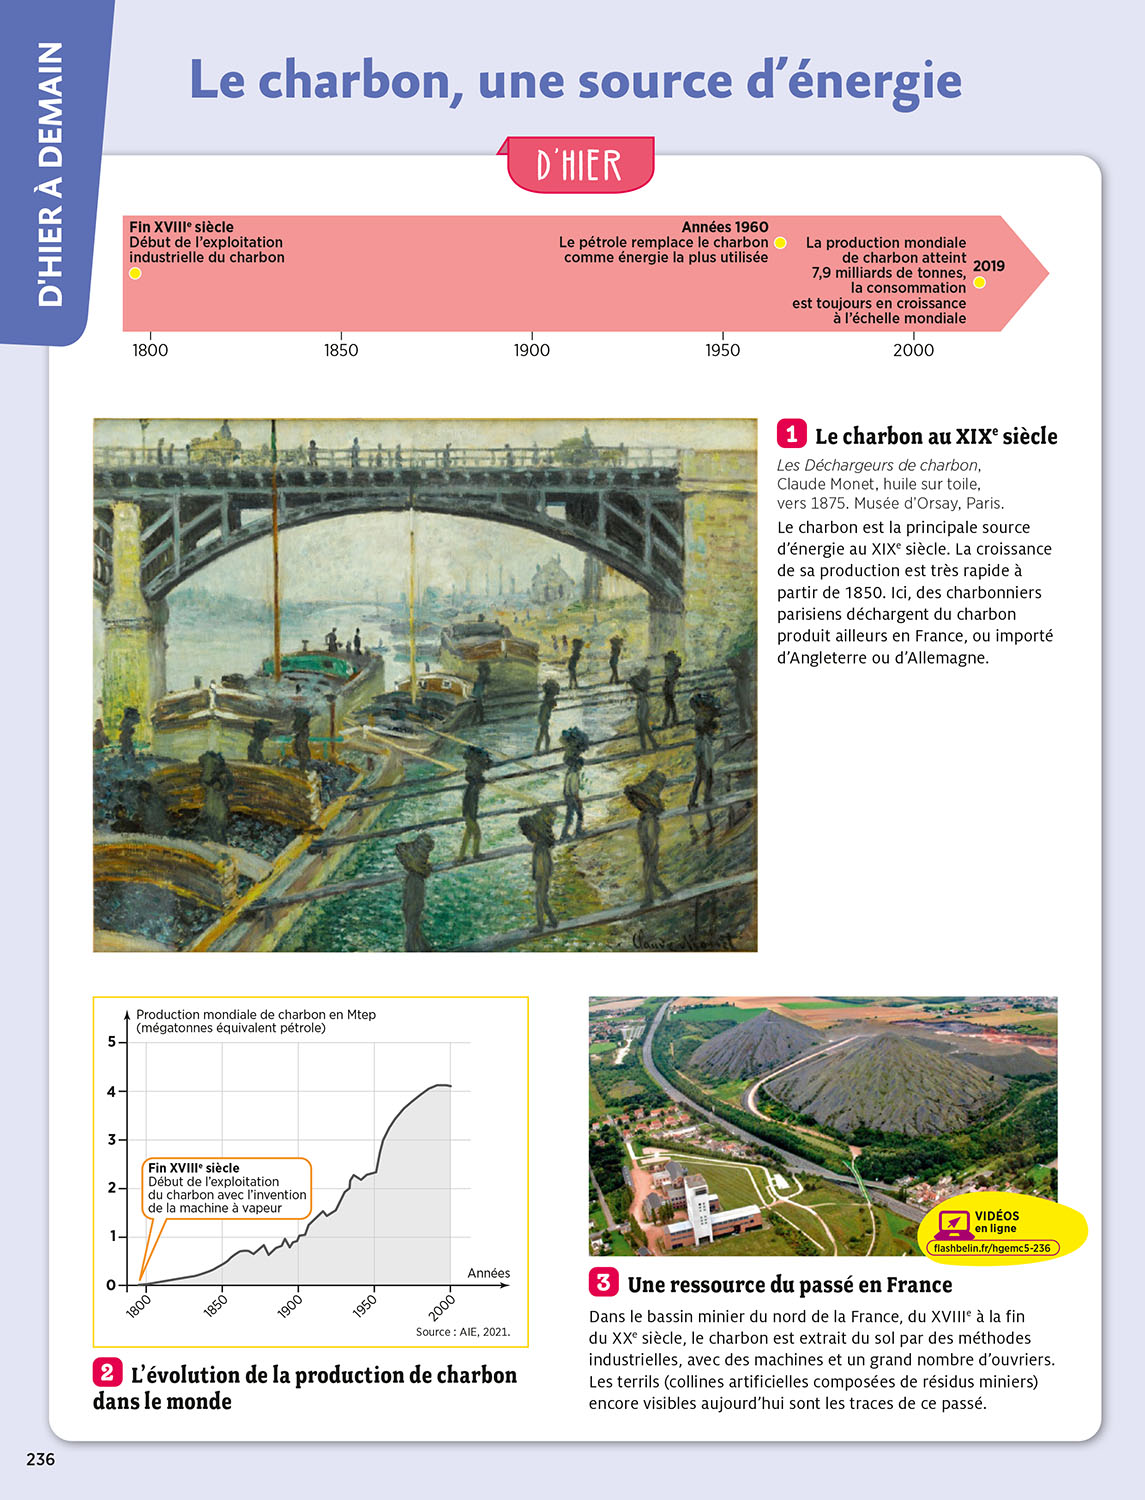 D'HIER À DEMAIN
Le charbon, une source d'énergie
D'HIER
Fin XVIIIe siècle
Début de l'exploitation
industrielle du charbon
Années 1960
Le pétrole remplace le charbon
comme énergie la plus utilisée
La production mondiale
de charbon atteint
7,9 milliards de tonnes,
la consommation
est toujours en croissance
à l'échelle mondiale
2019
1800
1850
1900
1950
2000
Claude Monet
1 Le charbon au XIXe siècle
Les Déchargeurs de charbon,
Claude Monet, huile sur toile,
vers 1875. Musée d'Orsay, Paris.
Le charbon est la principale source
d'énergie au XIXe siècle. La croissance
de sa production est très rapide à
partir de 1850. Ici, des charbonniers
parisiens déchargent du charbon
produit ailleurs en France, ou importé
d'Angleterre ou d'Allemagne.
Production mondiale de charbon en Mtep
(mégatonnes équivalent pétrole)
5
4
3
2
1
0
Fin XVIIIe siècle
Début de l'exploitation
du charbon avec l'invention
de la machine à vapeur
Années
1800
1850
1900
1950
2000
Source : AIE, 2021.
2 L'évolution de la production de charbon
dans le monde
VIDÉOS
en ligne
flashbelin.fr/hgemc5-236
3 Une ressource du passé en France
Dans le bassin minier du nord de la France, du XVIIIe à la fin
du XXe siècle, le charbon est extrait du sol par des méthodes
industrielles, avec des machines et un grand nombre d'ouvriers.
Les terrils (collines artificielles composées de résidus miniers)
encore visibles aujourd'hui sont les traces de ce passé.
236